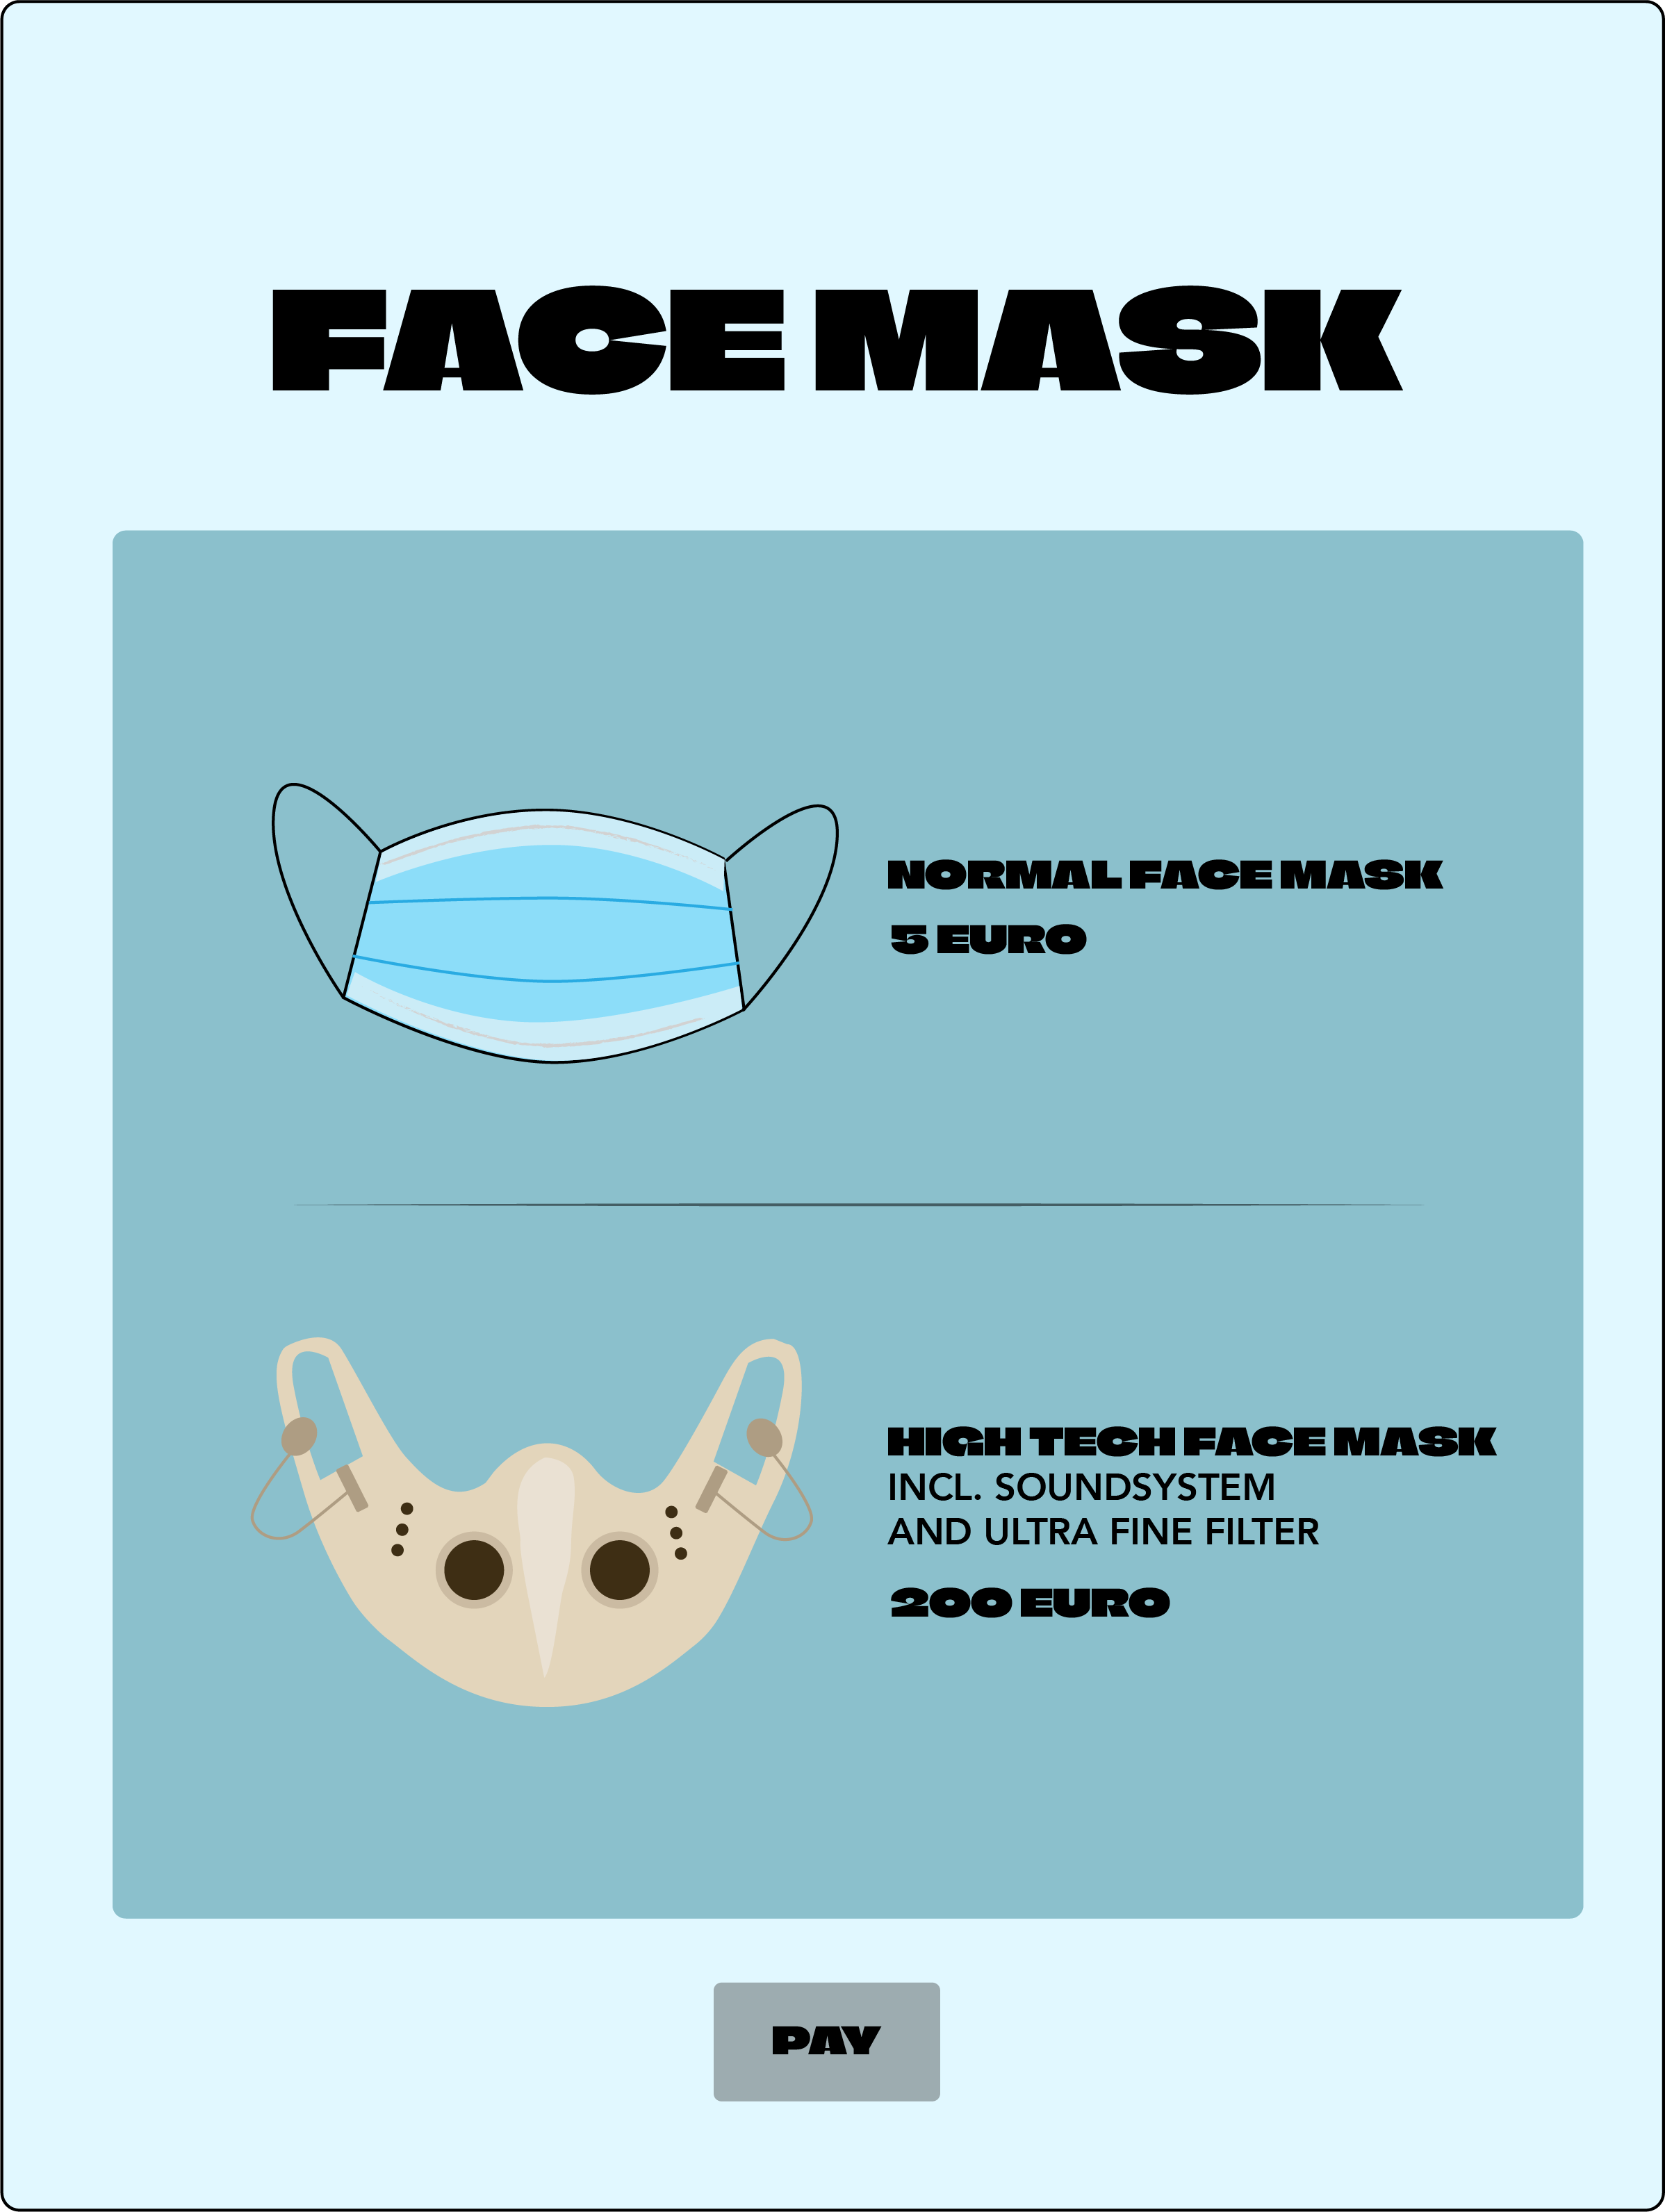 FACE MASK
NORMAL FACE MASK
5 EURO
HIGH TECH FACE MASK
INCL. SOUNDSYSTEM
AND ULTRA FINE FILTER
200 EURO
PAY